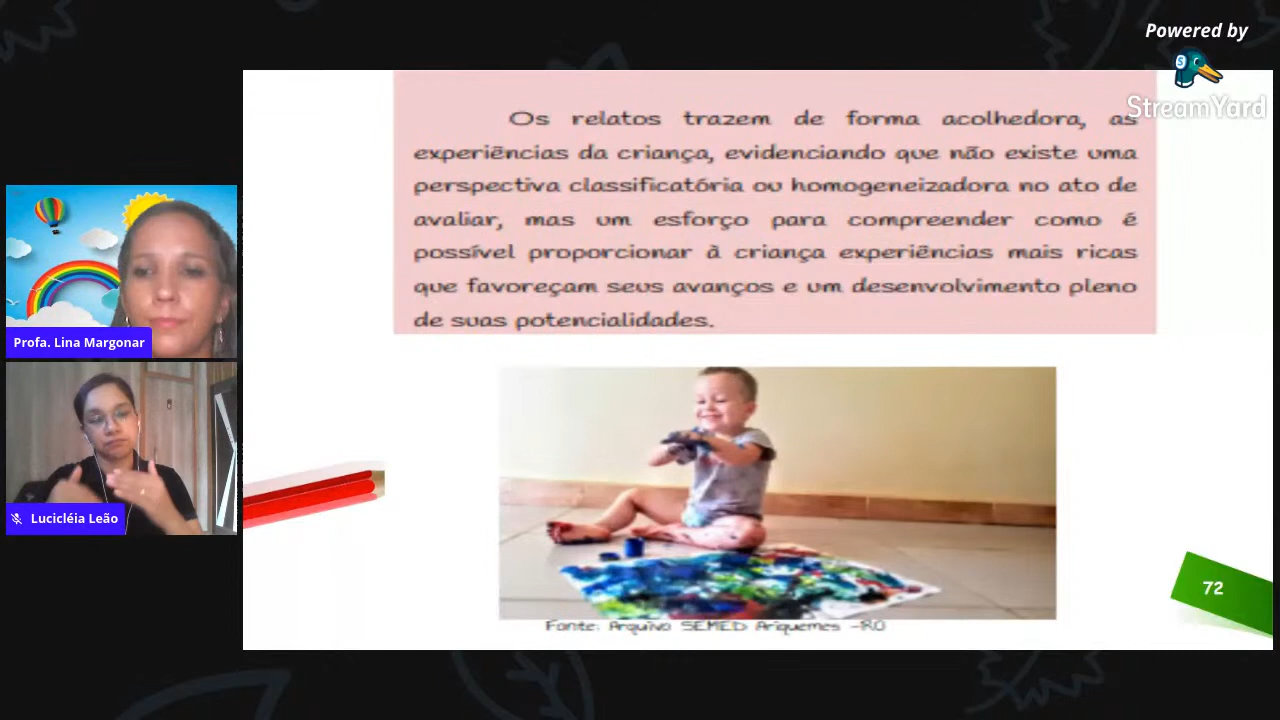 Powered by
StreamYard
Os relatos trazem de forma acolhedora, as
experiências da criança, evidenciando que não existe uma
perspectiva classificatória ou homogeneizadora no ato de
avaliar, mas um esforço para compreender como é
possível proporcionar à criança experiências mais ricas
que favoreçam seus avanços e um desenvolvimento pleno
de suas potencialidades.
Profa. Lina Margonar
Lucicléia Leão
72
Fonte: Arquivo SEMED Ariquemes -RO